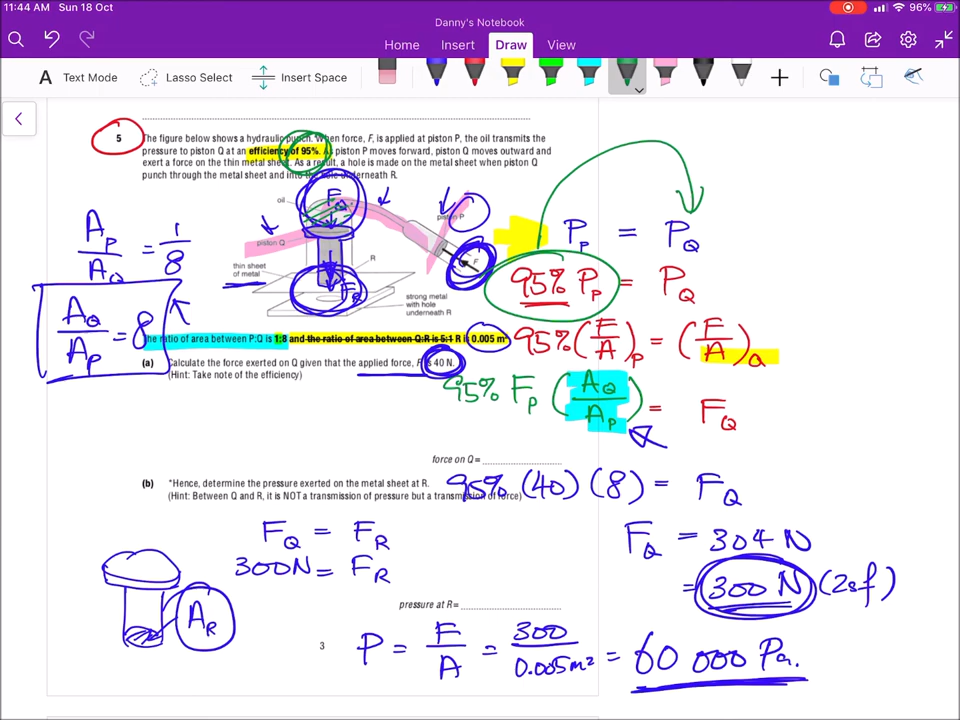 11:44 AM Sun 18 Oct
96%
Danny's Notebook
Home Insert Draw View
A Text Mode Lasso Select Insert Space
5 The figure below shows a hydraulic punch. When force, F, is applied at piston P, the oil transmits the
pressure to piston Q at an efficiency of 95%. As piston P moves forward, piston Q moves outward and
exert a force on the thin metal sheet. As a result, a hole is made on the metal sheet when piston Q
punch through the metal sheet and into the hole underneath R.
oil
F_Q
piston P
piston Q
R
F
thin sheet
of metal
F_R
strong metal
with hole
underneath R
A_P/A_Q = 1/8
A_Q/A_P = 8
P_P = P_Q
95% P_P = P_Q
95% (F/A)_P = (F/A)_Q
95% F_P (A_Q/A_P) = F_Q
The ratio of area between P:Q is 1:8 and the ratio of area between Q:R is 5:1 R is 0.005 m²
(a) Calculate the force exerted on Q given that the applied force, F is 40 N.
(Hint: Take note of the efficiency)
force on Q =
95% (40) (8) = F_Q
F_Q = 304 N
= 300 N (2sf)
(b) *Hence, determine the pressure exerted on the metal sheet at R.
(Hint: Between Q and R, it is NOT a transmission of pressure but a transmission of force)
F_Q = F_R
300N = F_R
A_R
pressure at R =
3
P = F/A = 300/0.005m² = 60 000 Pa.